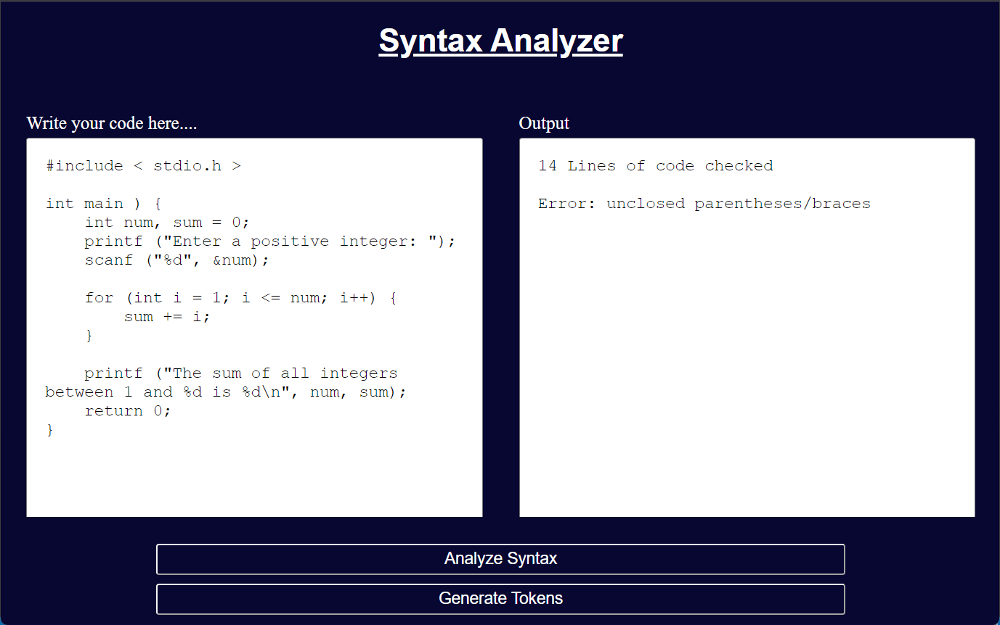 Syntax Analyzer
Write your code here....
#include < stdio.h >
int main ) {
    int num, sum = 0;
    printf ("Enter a positive integer: ");
    scanf ("%d", &num);
    for (int i = 1; i <= num; i++) {
        sum += i;
    }
    printf ("The sum of all integers
between 1 and %d is %d\n", num, sum);
    return 0;
}
Output
14 Lines of code checked
Error: unclosed parentheses/braces
Analyze Syntax
Generate Tokens